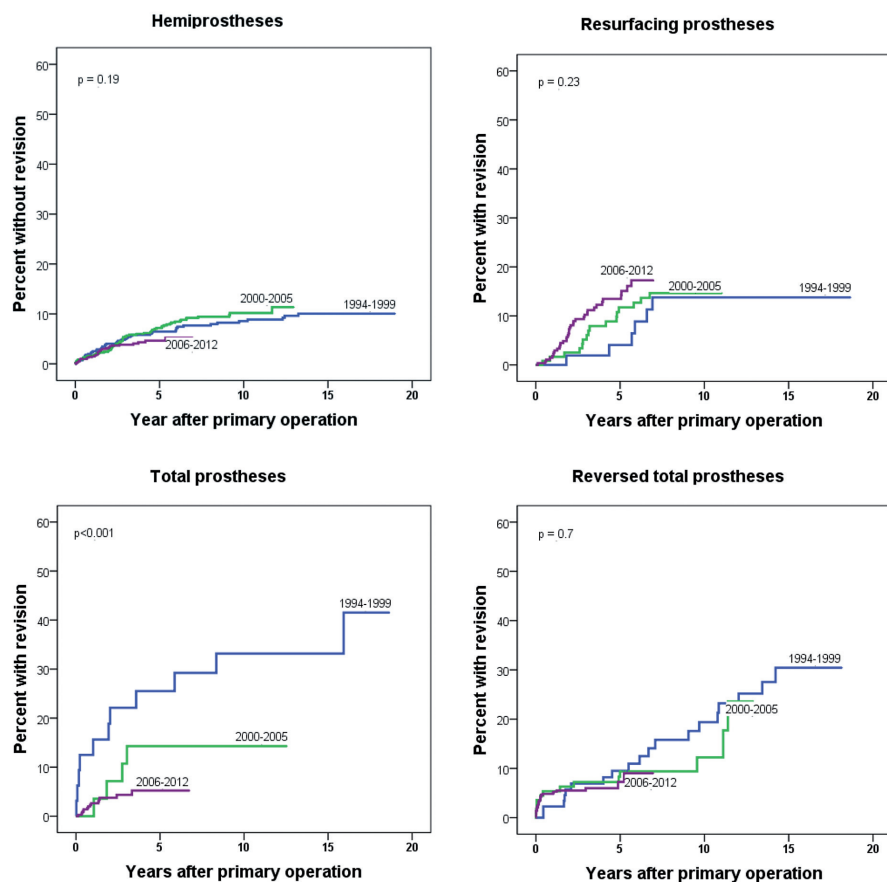 Hemiprostheses
Percent without revision
60
50
40
30
20
10
0
p = 0.19
2000-2005
1994-1999
2006-2012
0 5 10 15 20
Year after primary operation
Resurfacing prostheses
Percent with revision
60
50
40
30
20
10
0
p = 0.23
2006-2012
2000-2005
1994-1999
0 5 10 15 20
Years after primary operation
Total prostheses
Percent with revision
60
50
40
30
20
10
0
p<0.001
1994-1999
2000-2005
2006-2012
0 5 10 15 20
Years after primary operation
Reversed total prostheses
Percent with revision
60
50
40
30
20
10
0
p = 0.7
1994-1999
2000-2005
2006-2012
0 5 10 15 20
Years after primary operation